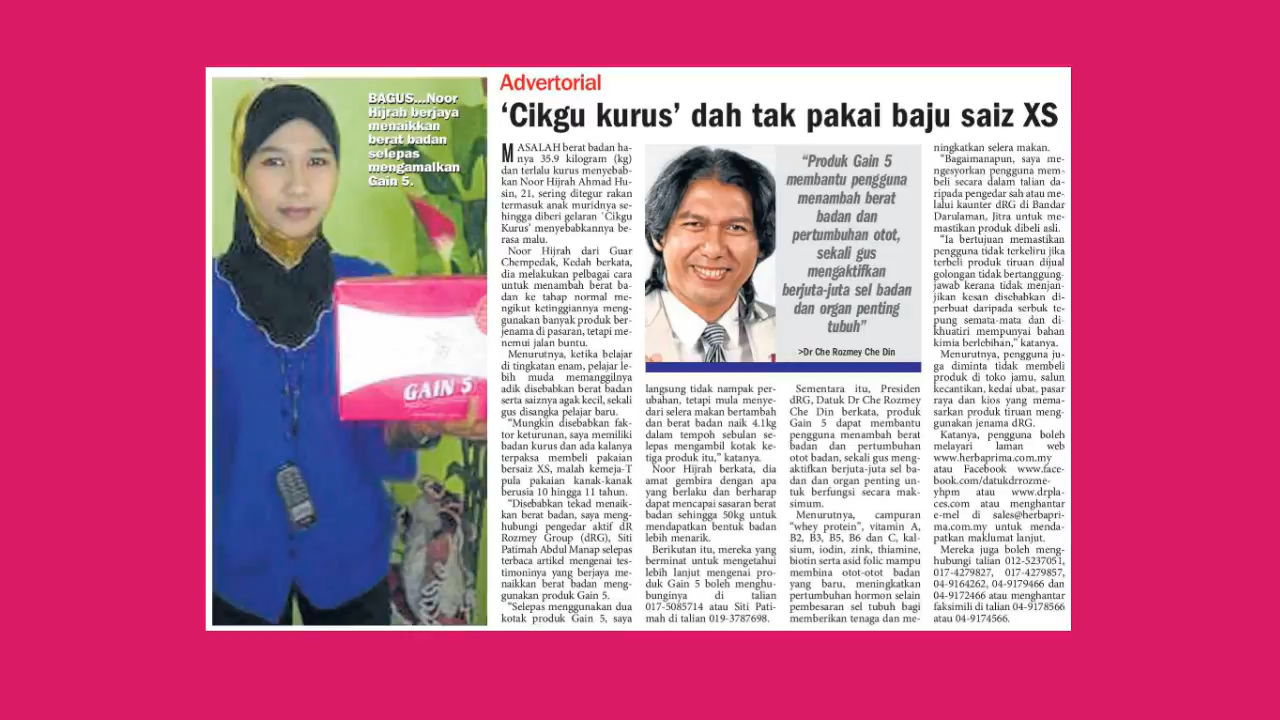 BAGUS...Noor
Hijrah berjaya
menaikkan
berat badan
selepas
mengamalkan
Gain 5.
GAIN 5
Advertorial
‘Cikgu kurus’ dah tak pakai baju saiz XS
MASALAH berat badan ha-
nya 35.9 kilogram (kg)
dan terlalu kurus menyebab-
kan Noor Hijrah Ahmad Hu-
sin, 21, sering ditegur rakan
termasuk anak muridnya se-
hingga diberi gelaran ‘Cikgu
Kurus’ menyebabkannya be-
rasa malu.
Noor Hijrah dari Guar
Chempedak, Kedah berkata,
dia melakukan pelbagai cara
untuk menambah berat ba-
dan ke tahap normal me-
ngikut ketinggiannya meng-
gunakan banyak produk ber-
jenama di pasaran, tetapi me-
nemui jalan buntu.
Menurutnya, ketika belajar
di tingkatan enam, pelajar le-
bih muda memanggilnya
adik disebabkan berat badan
serta saiznya agak kecil, sekali
gus disangka pelajar baru.
“Mungkin disebabkan fak-
tor keturunan, saya memiliki
badan kurus dan ada kalanya
terpaksa membeli pakaian
bersaiz XS, malah kemeja-T
pula pakaian kanak-kanak
berusia 10 hingga 11 tahun.
“Disebabkan tekad menaik-
kan berat badan, saya meng-
hubungi pengedar aktif dR
Rozmey Group (dRG), Siti
Patimah Abdul Manap selepas
terbaca artikel mengenai tes-
timoninya yang berjaya me-
naikkan berat badan meng-
gunakan produk Gain 5.
“Selepas menggunakan dua
kotak produk Gain 5, saya
“Produk Gain 5
membantu pengguna
menambah berat
badan dan
pertumbuhan otot,
sekali gus
mengaktifkan
berjuta-juta sel badan
dan organ penting
tubuh”
>Dr Che Rozmey Che Din
langsung tidak nampak per-
ubahan, tetapi mula menye-
dari selera makan bertambah
dan berat badan naik 4.1kg
dalam tempoh sebulan se-
lepas mengambil kotak ke-
tiga produk itu,” katanya.
Noor Hijrah berkata, dia
amat gembira dengan apa
yang berlaku dan berharap
dapat mencapai sasaran berat
badan sehingga 50kg untuk
mendapatkan bentuk badan
lebih menarik.
Berikutan itu, mereka yang
berminat untuk mengetahui
lebih lanjut mengenai pro-
duk Gain 5 boleh menghu-
bunginya di talian
017-5085714 atau Siti Pati-
mah di talian 019-3787698.
Sementara itu, Presiden
dRG, Datuk Dr Che Rozmey
Che Din berkata, produk
Gain 5 dapat membantu
pengguna menambah berat
badan dan pertumbuhan
otot badan, sekali gus meng-
aktifkan berjuta-juta sel ba-
dan dan organ penting un-
tuk berfungsi secara mak-
simum.
Menurutnya, campuran
“whey protein”, vitamin A,
B2, B3, B5, B6 dan C, kal-
sium, iodin, zink, thiamine,
biotin serta asid folic mampu
membina otot-otot badan
yang baru, meningkatkan
pertumbuhan hormon selain
pembesaran sel tubuh bagi
memberikan tenaga dan me-
ningkatkan selera makan.
“Bagaimanapun, saya me-
ngesyorkan pengguna mem-
beli secara dalam talian da-
ripada pengedar sah atau me-
lalui kaunter dRG di Bandar
Darulaman, Jitra untuk me-
mastikan produk dibeli asli.
“Ia bertujuan memastikan
pengguna tidak terkeliru jika
terbeli produk tiruan dijual
golongan tidak bertanggung-
jawab kerana tidak menjan-
jikan kesan disebabkan di-
perbuat daripada serbuk te-
pung semata-mata dan di-
khuatiri mempunyai bahan
kimia berlebihan,” katanya.
Menurutnya, pengguna ju-
ga diminta tidak membeli
produk di toko jamu, salun
kecantikan, kedai ubat, pasar
raya dan kios yang mema-
sarkan produk tiruan meng-
gunakan jenama dRG.
Katanya, pengguna boleh
melayari laman web
www.herbaprima.com.my
atau Facebook www.face-
book.com/datukdrrozme-
yhpm atau www.drpla-
ces.com atau menghantar
e-mel di sales@herbapri-
ma.com.my untuk menda-
patkan maklumat lanjut.
Mereka juga boleh meng-
hubungi talian 012-5237051,
017-4279827, 017-4279857,
04-9164262, 04-9179466 dan
04-9172466 atau menghantar
faksimili di talian 04-9178566
atau 04-9174566.